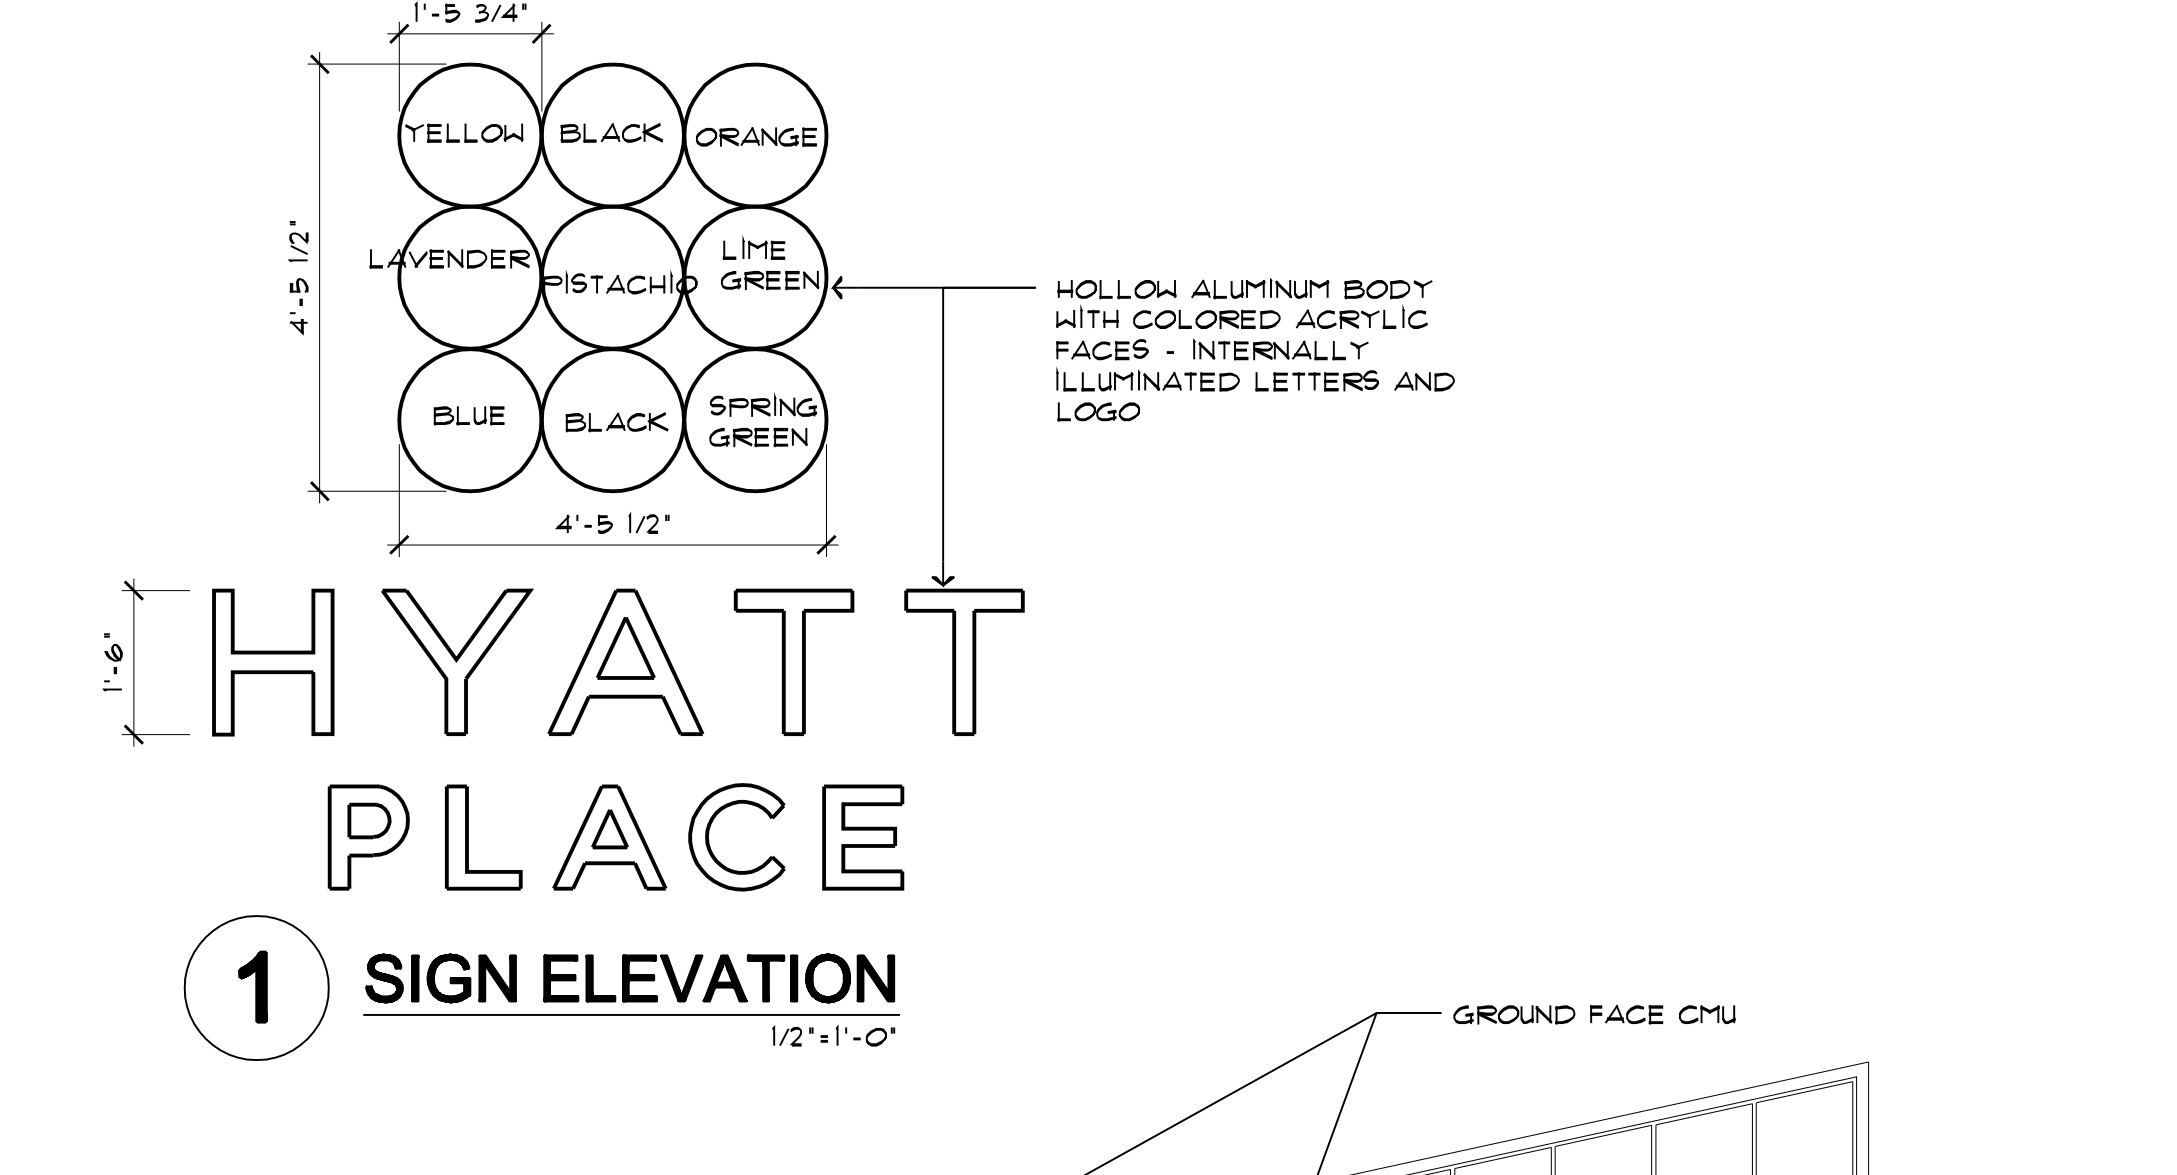 1'-5 3/4"
YELLOW BLACK ORANGE
4'-5 1/2"
LAVENDER PISTACHIO LIME
GREEN
BLUE BLACK SPRING
GREEN
4'-5 1/2"
HOLLOW ALUMINUM BODY
WITH COLORED ACRYLIC
FACES - INTERNALLY
ILLUMINATED LETTERS AND
LOGO
1'-6"
HYATT
PLACE
1 SIGN ELEVATION
1/2"=1'-0"
GROUND FACE CMU